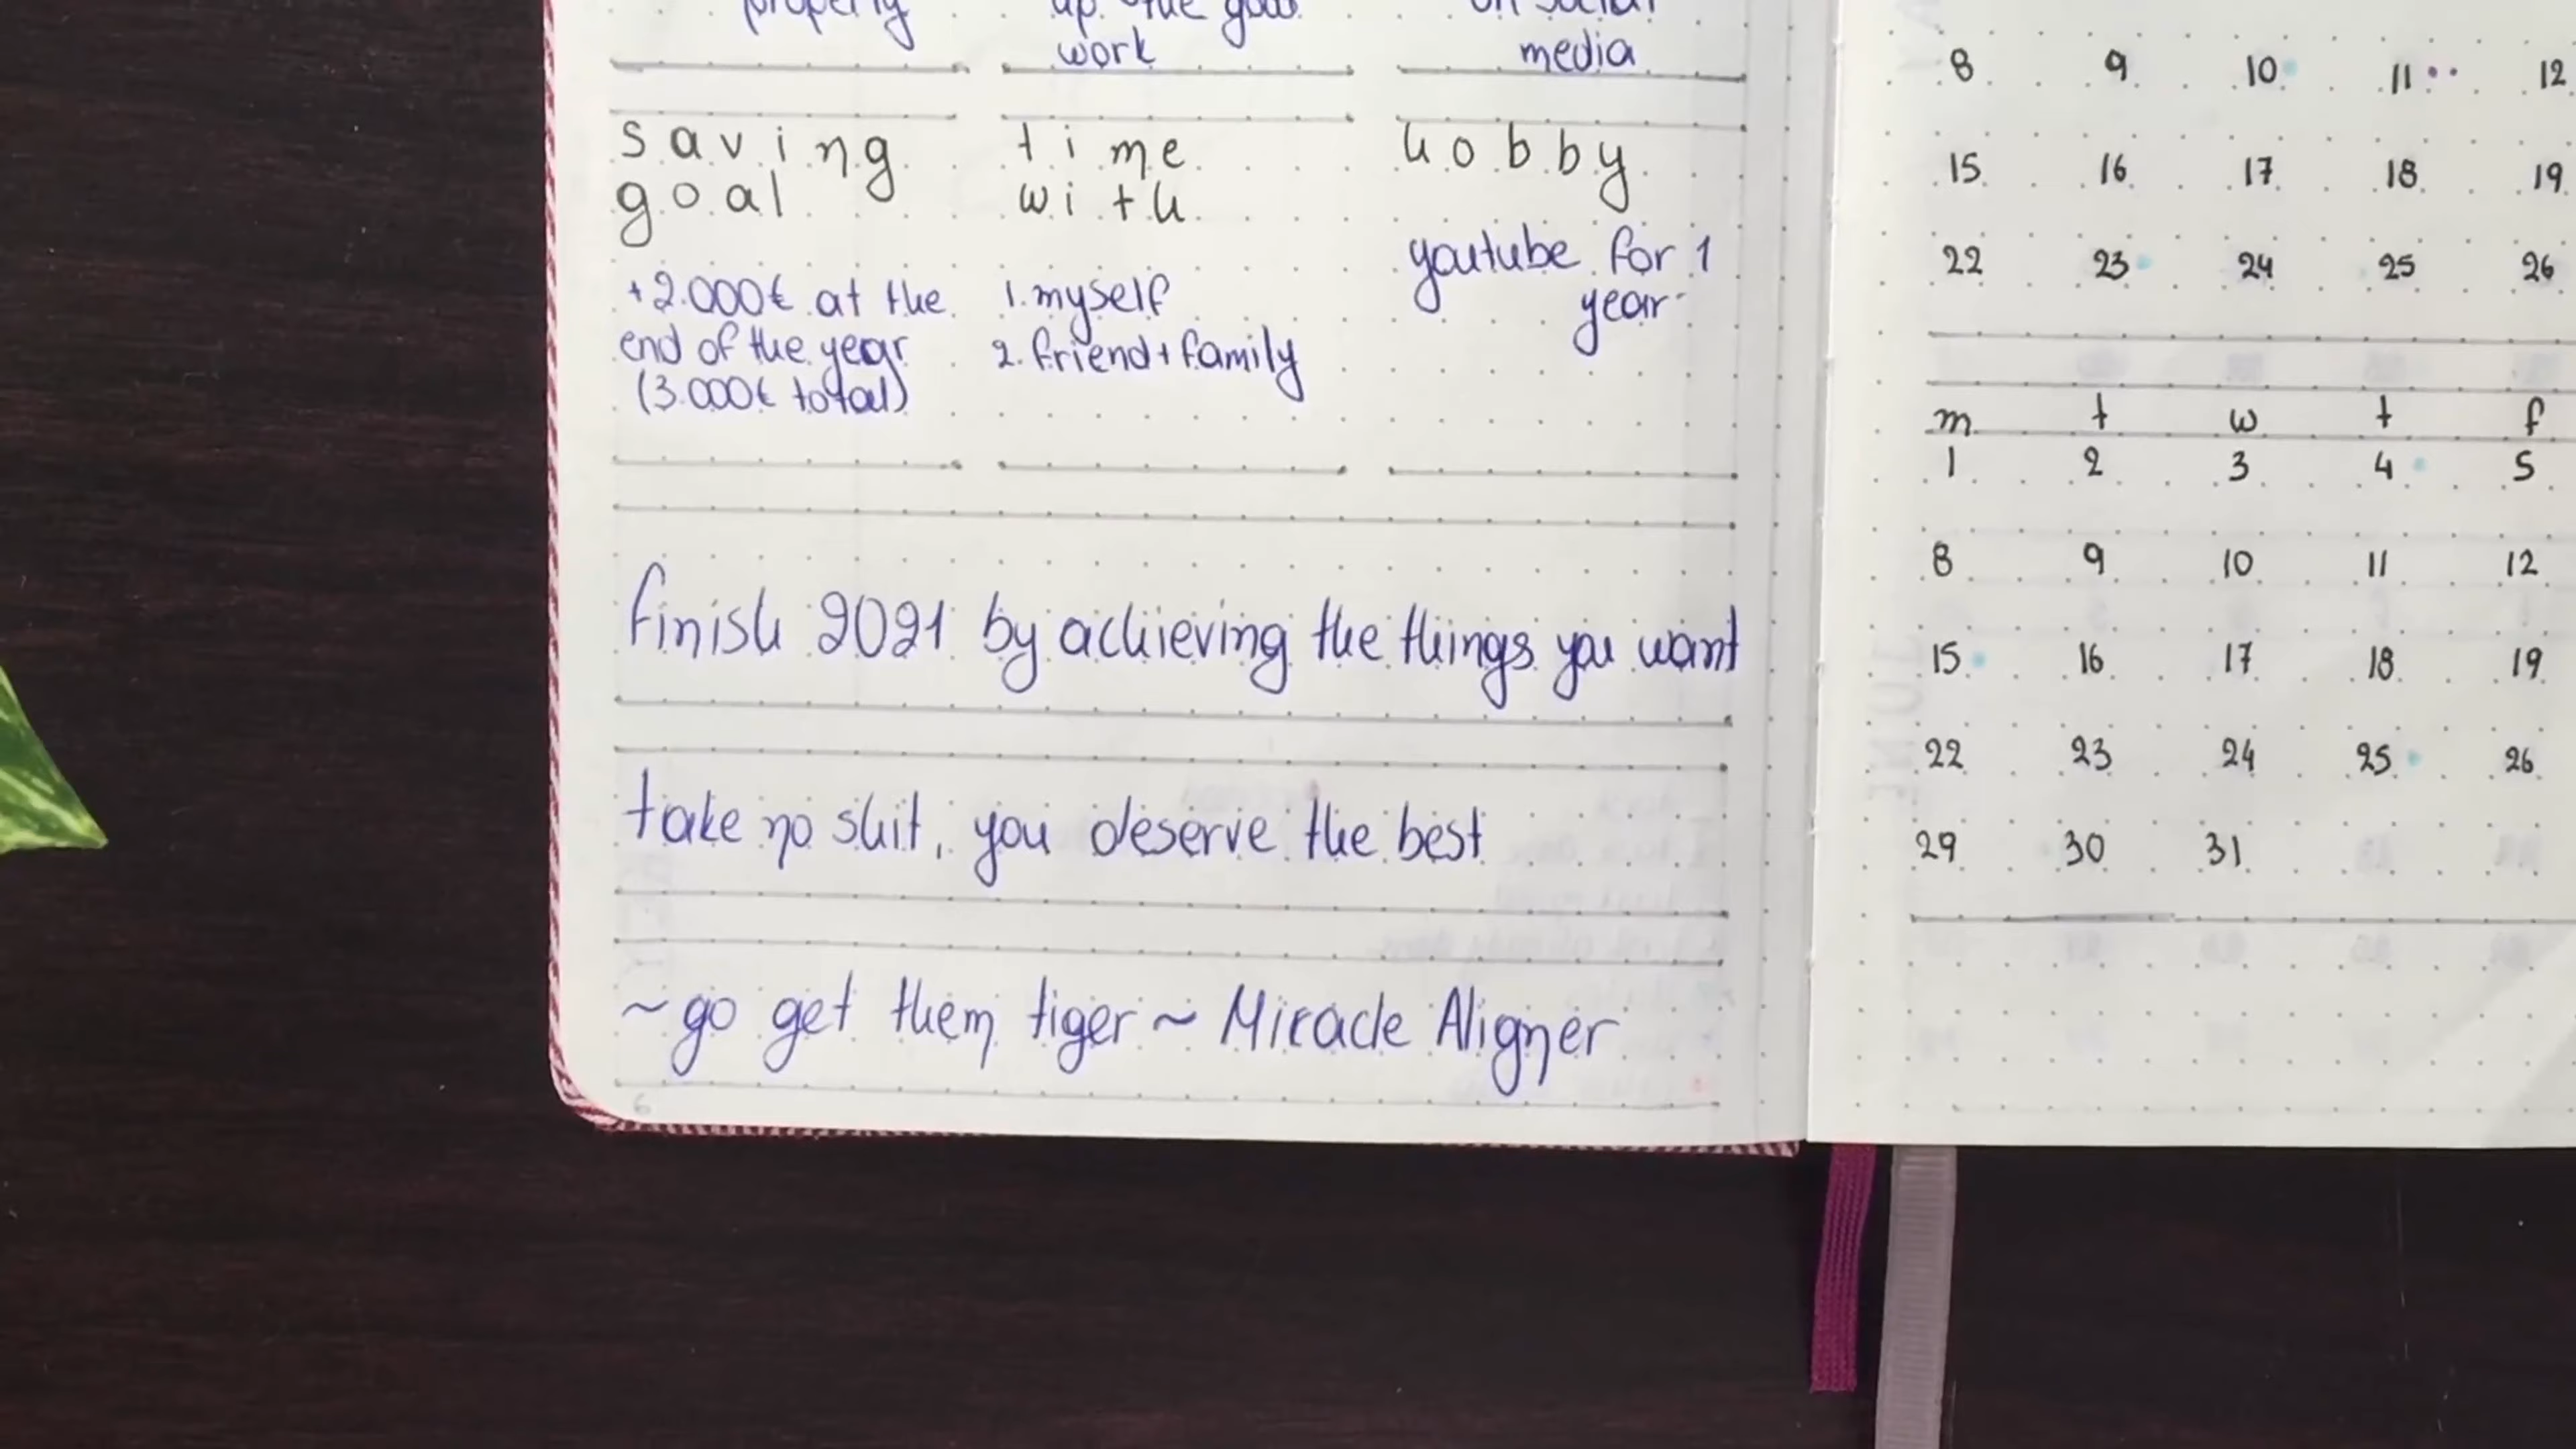 properly
up the good
work
on social
media
saving
goal
+2.000€ at the
end of the year
(3.000€ total)
time
with
1. myself
2. friend + family
hobby
youtube for 1
year
finish 2021 by achieving the things you want
take no shit, you deserve the best
~go get them tiger~ Miracle Aligner
6
8 9 10 11 12
15 16 17 18 19
22 23 24 25 26
m t w t f
1 2 3 4 5
8 9 10 11 12
15 16 17 18 19
22 23 24 25 26
29 30 31